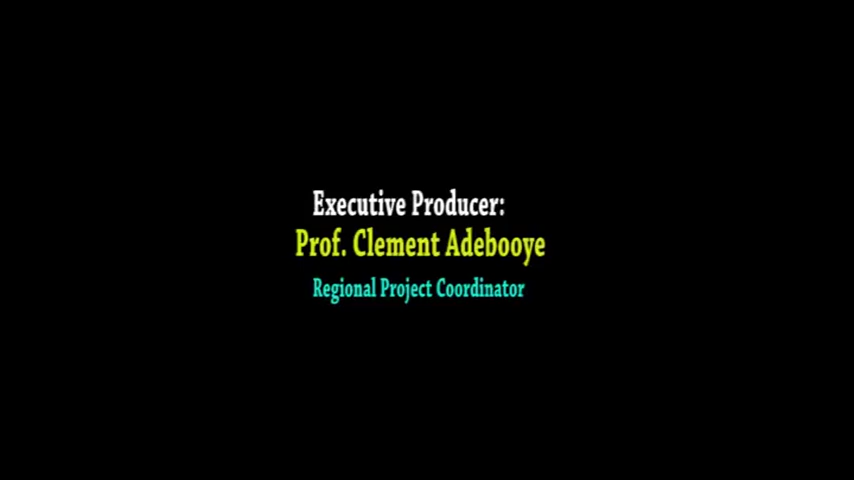 Executive Producer:
Prof. Clement Adebooye
Regional Project Coordinator